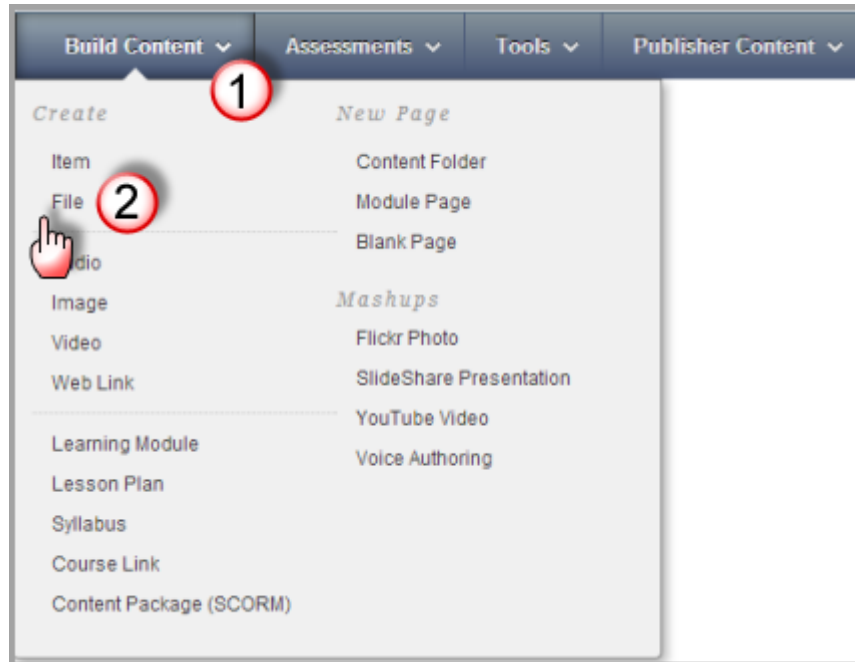 Build Content Assessments Tools Publisher Content
1
Create
Item
File 2
dio
Image
Video
Web Link
Learning Module
Lesson Plan
Syllabus
Course Link
Content Package (SCORM)
New Page
Content Folder
Module Page
Blank Page
Mashups
Flickr Photo
SlideShare Presentation
YouTube Video
Voice Authoring